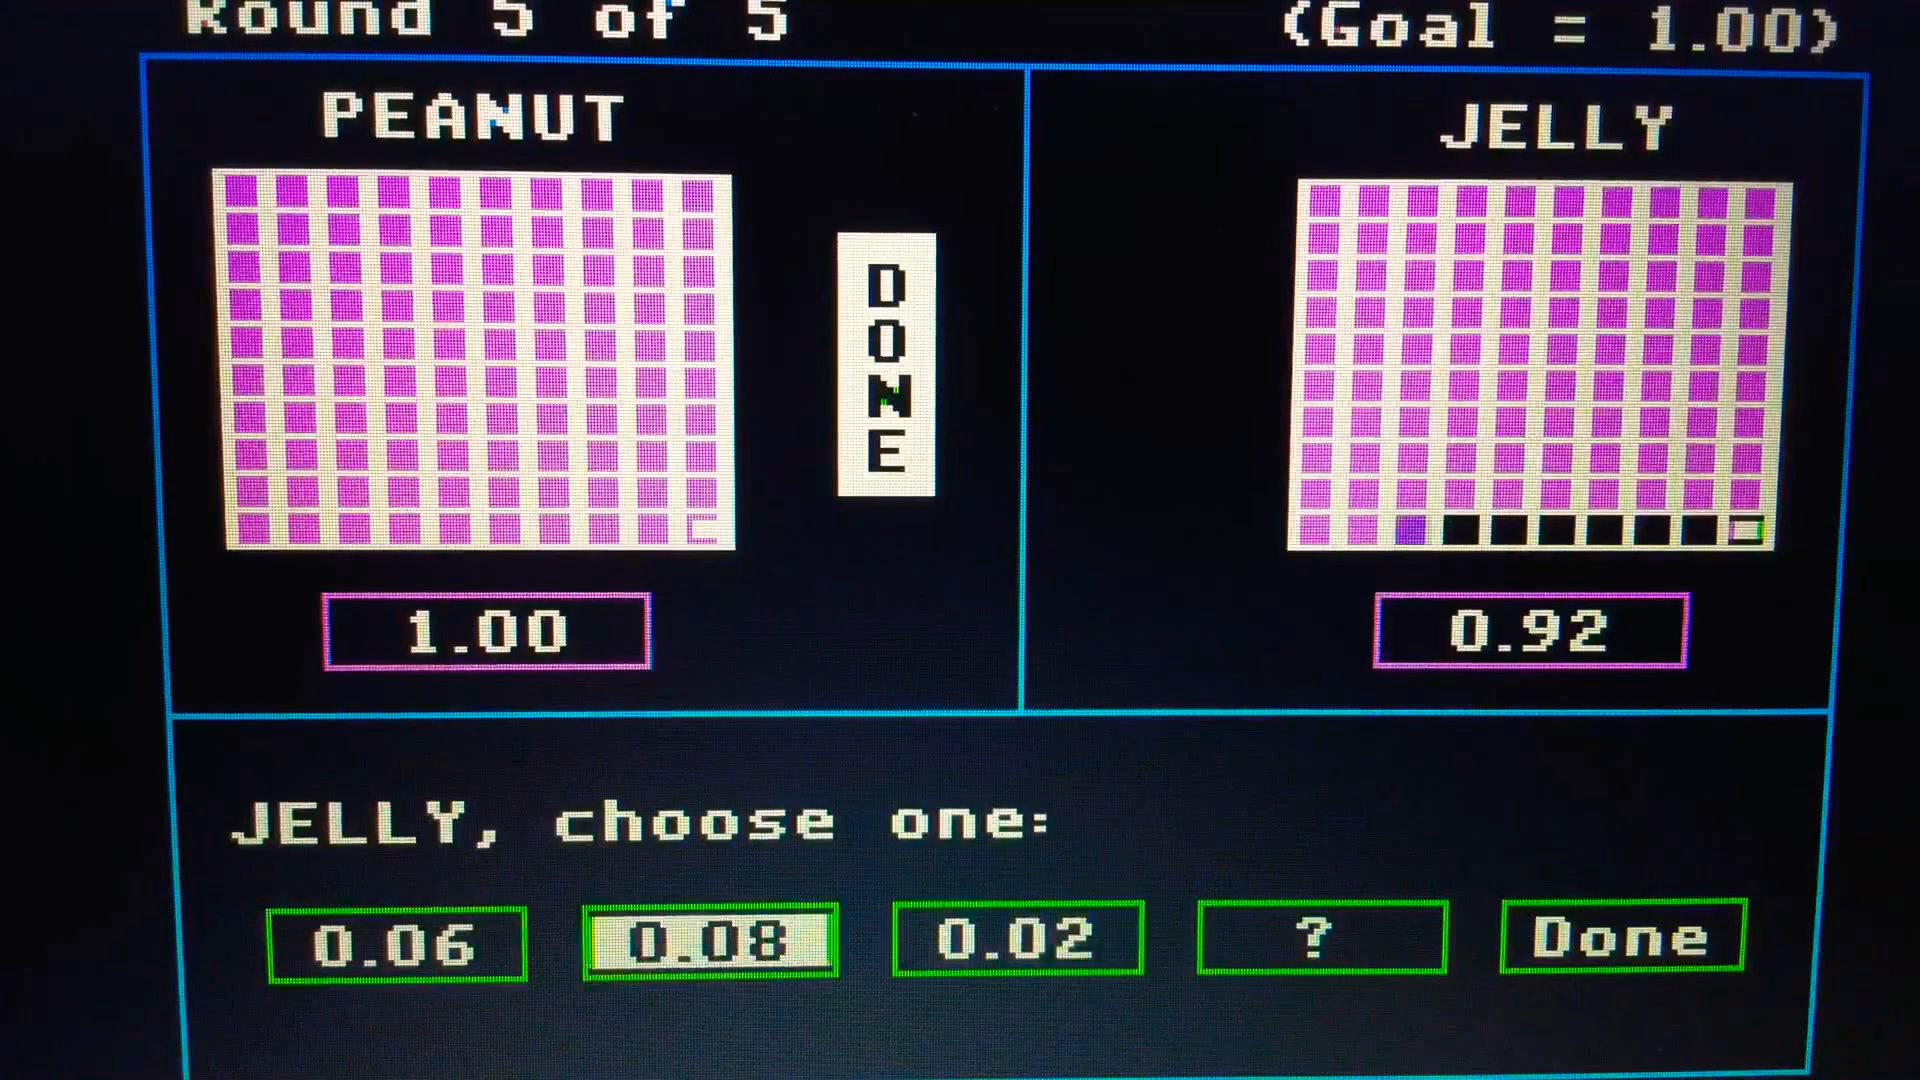 Round 5 of 5
(Goal = 1.00)
PEANUT
JELLY
DONE
1.00
0.92
JELLY, choose one:
0.06
0.08
0.02
?
Done